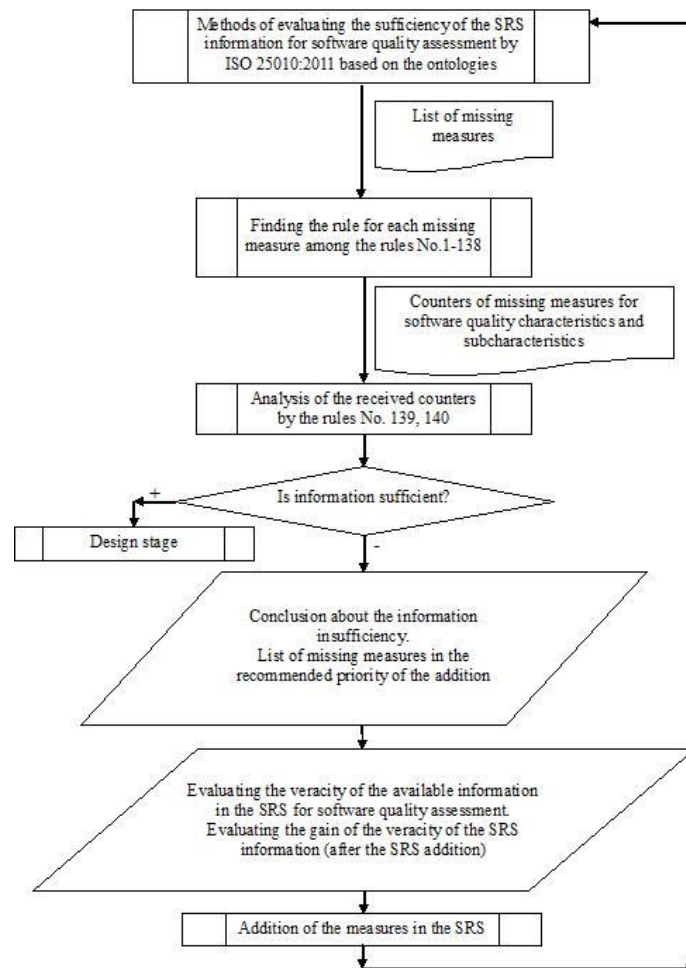 Methods of evaluating the sufficiency of the SRS
information for software quality assessment by
ISO 25010:2011 based on the ontologies
List of missing
measures
Finding the rule for each missing
measure among the rules No.1-138
Counters of missing measures for
software quality characteristics and
subcharacteristics
Analysis of the received counters
by the rules No. 139, 140
Is information sufficient?
+
Design stage
-
Conclusion about the information
insufficiency.
List of missing measures in the
recommended priority of the addition
Evaluating the veracity of the available information
in the SRS for software quality assessment.
Evaluating the gain of the veracity of the SRS
information (after the SRS addition)
Addition of the measures in the SRS